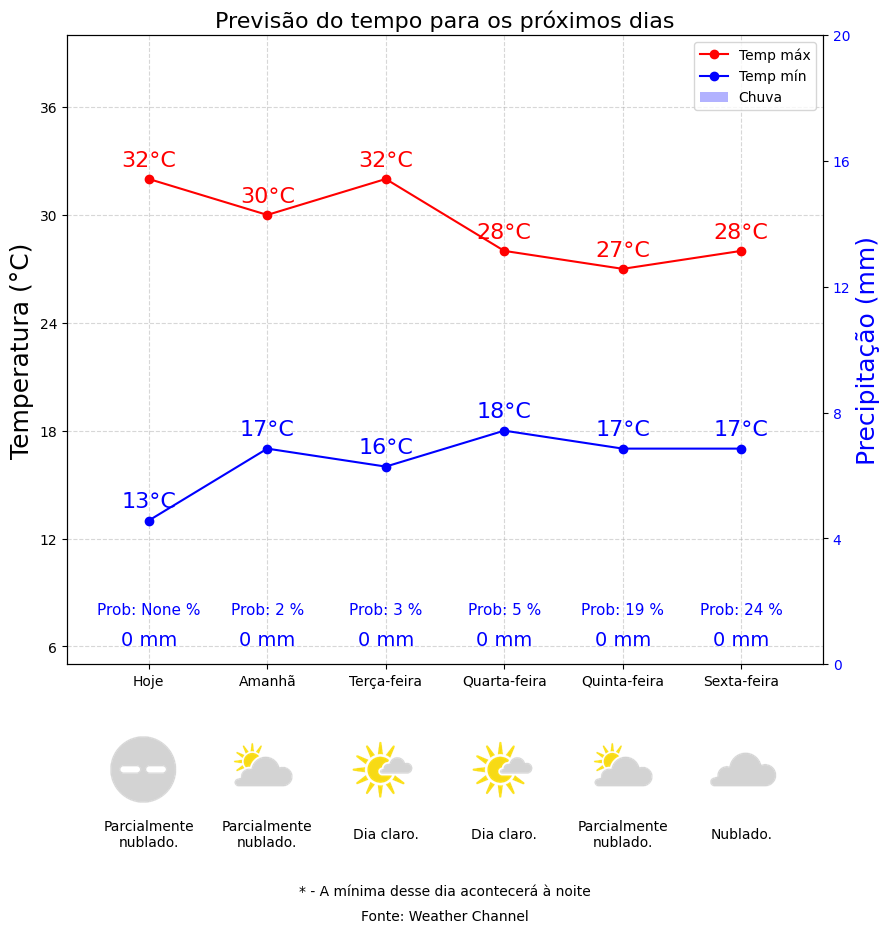 Previsão do tempo para os próximos dias
Temp máx
Temp mín
Chuva
Temperatura (°C)
Precipitação (mm)
36
30
24
18
12
6
20
16
12
8
4
0
32°C
30°C
32°C
28°C
27°C
28°C
13°C
17°C
16°C
18°C
17°C
17°C
Prob: None %
Prob: 2 %
Prob: 3 %
Prob: 5 %
Prob: 19 %
Prob: 24 %
0 mm
0 mm
0 mm
0 mm
0 mm
0 mm
Hoje
Amanhã
Terça-feira
Quarta-feira
Quinta-feira
Sexta-feira
Parcialmente
nublado.
Parcialmente
nublado.
Dia claro.
Dia claro.
Parcialmente
nublado.
Nublado.
* - A mínima desse dia acontecerá à noite
Fonte: Weather Channel